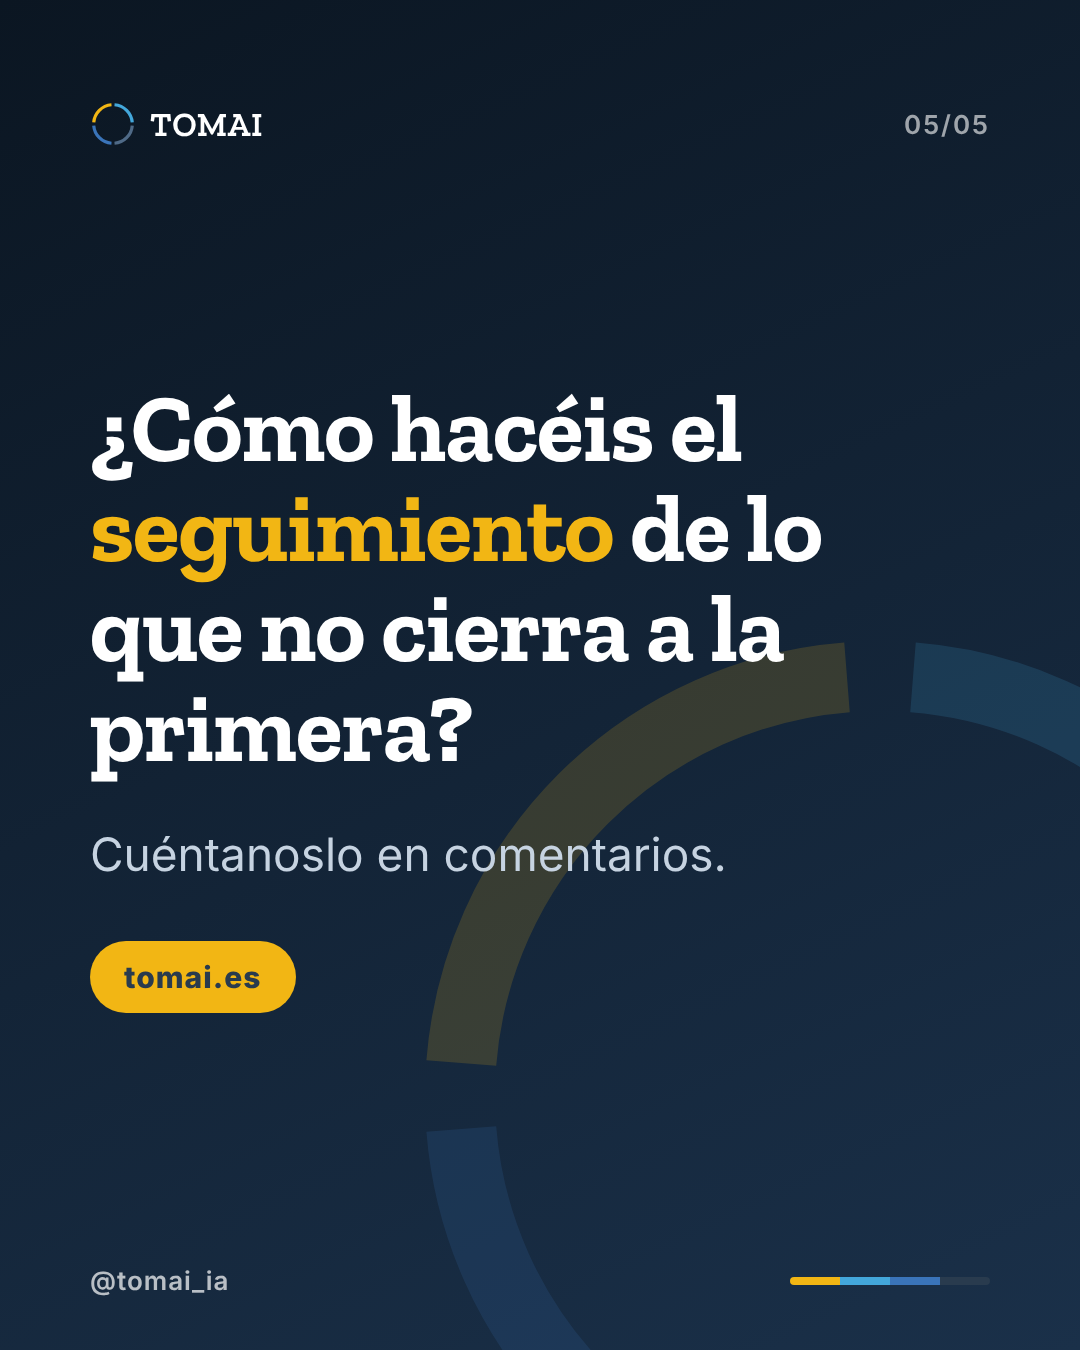 TOMAI
05/05
¿Cómo hacéis el
seguimiento de lo
que no cierra a la
primera?
Cuéntanoslo en comentarios.
tomai.es
@tomai_ia